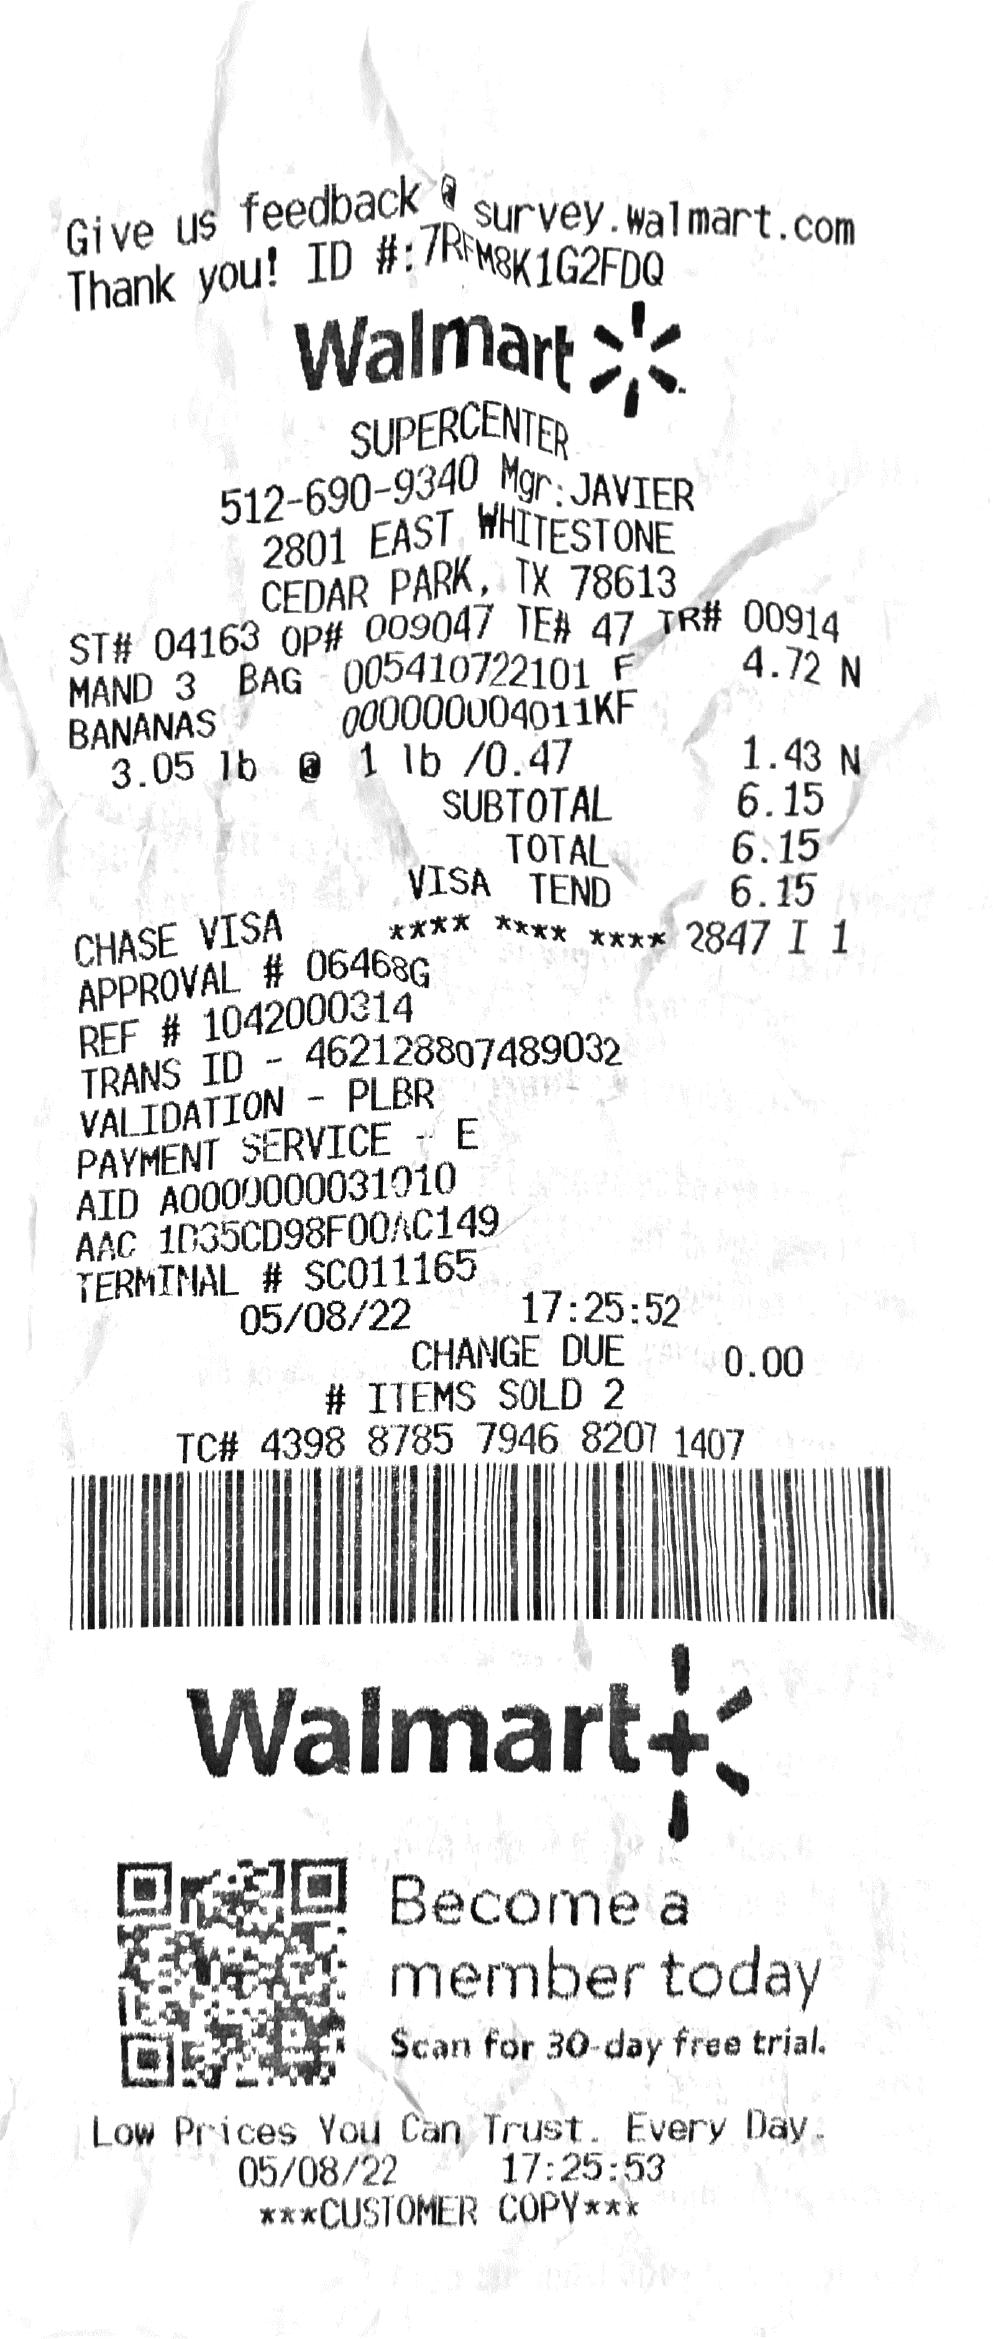 Give us feedback @ survey.walmart.com
Thank you! ID #:7RFM8K1G2FDQ
Walmart
SUPERCENTER
512-690-9340 Mgr:JAVIER
2801 EAST WHITESTONE
CEDAR PARK, TX 78613
ST# 04163 OP# 009047 TE# 47 TR# 00914
MAND 3 BAG 005410722101 F 4.72 N
BANANAS 000000004011KF
3.05 lb @ 1 lb /0.47 1.43 N
SUBTOTAL 6.15
TOTAL 6.15
VISA TEND 6.15
CHASE VISA **** **** **** 2847 I 1
APPROVAL # 06468G
REF # 1042000314
TRANS ID - 462128807489032
VALIDATION - PLBR
PAYMENT SERVICE - E
AID A0000000031010
AAC 1D35CD98F00AC149
TERMINAL # SC011165
05/08/22 17:25:52
CHANGE DUE 0.00
# ITEMS SOLD 2
TC# 4398 8785 7946 8207 1407
Walmart+
Become a
member today
Scan for 30-day free trial.
Low Prices You Can Trust. Every Day.
05/08/22 17:25:53
***CUSTOMER COPY***